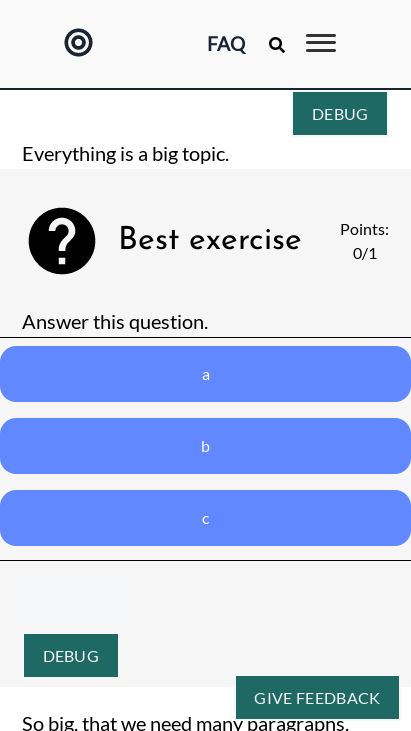 FAQ
DEBUG
Everything is a big topic.
Best exercise
Points:
0/1
Answer this question.
a
b
c
DEBUG
GIVE FEEDBACK
So big, that we need many paragraphs.